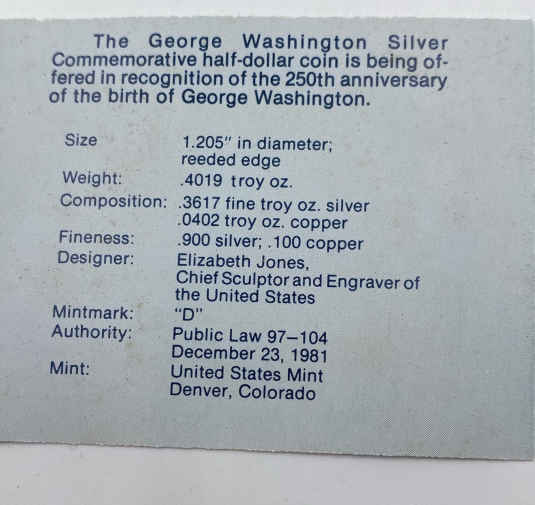 The George Washington Silver
Commemorative half-dollar coin is being of-
fered in recognition of the 250th anniversary
of the birth of George Washington.
Size 1.205" in diameter;
reeded edge
Weight: .4019 troy oz.
Composition: .3617 fine troy oz. silver
.0402 troy oz. copper
Fineness: .900 silver; .100 copper
Designer: Elizabeth Jones,
Chief Sculptor and Engraver of
the United States
Mintmark: “D”
Authority: Public Law 97–104
December 23, 1981
Mint: United States Mint
Denver, Colorado